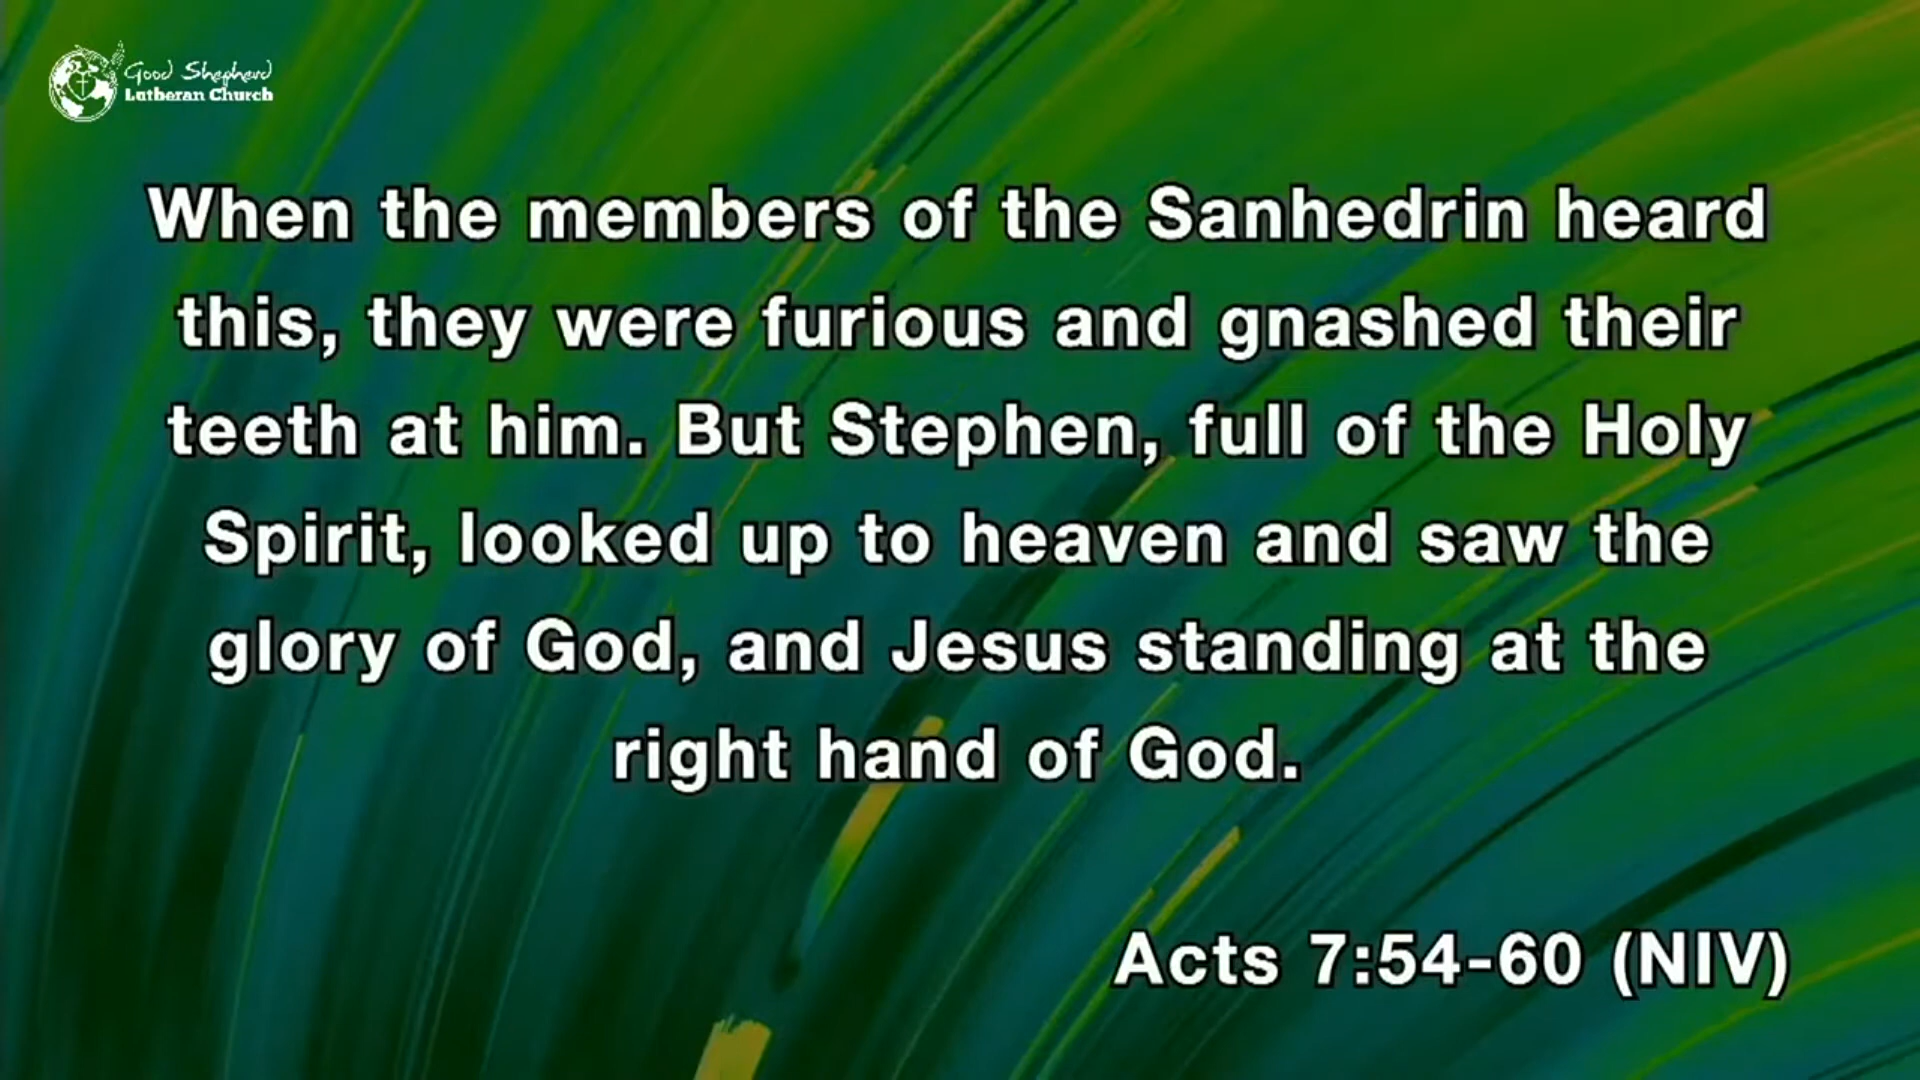 Good Shepherd
Lutheran Church
When the members of the Sanhedrin heard
this, they were furious and gnashed their
teeth at him. But Stephen, full of the Holy
Spirit, looked up to heaven and saw the
glory of God, and Jesus standing at the
right hand of God.
Acts 7:54-60 (NIV)